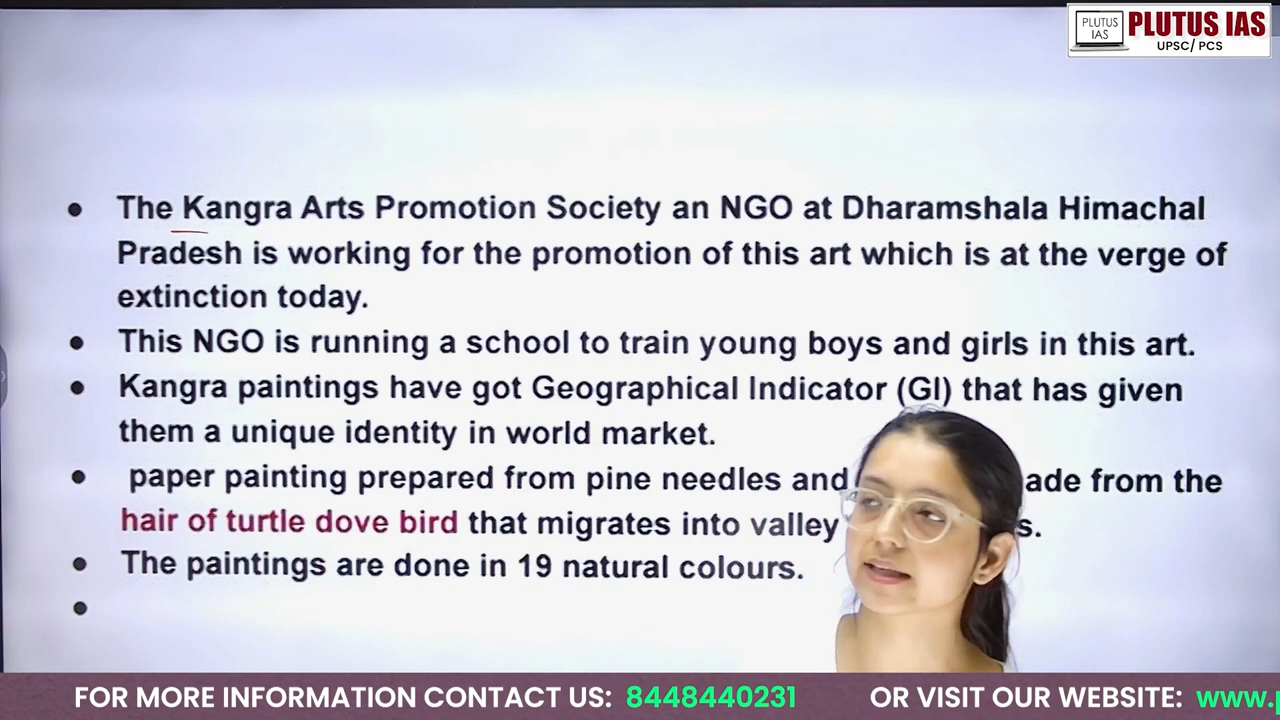 PLUTUS IAS
PLUTUS IAS
UPSC/ PCS
• The Kangra Arts Promotion Society an NGO at Dharamshala Himachal
Pradesh is working for the promotion of this art which is at the verge of
extinction today.
• This NGO is running a school to train young boys and girls in this art.
• Kangra paintings have got Geographical Indicator (GI) that has given
them a unique identity in world market.
• paper painting prepared from pine needles and from the
hair of turtle dove bird that migrates into valley
• The paintings are done in 19 natural colours.
•
FOR MORE INFORMATION CONTACT US: 8448440231 OR VISIT OUR WEBSITE: